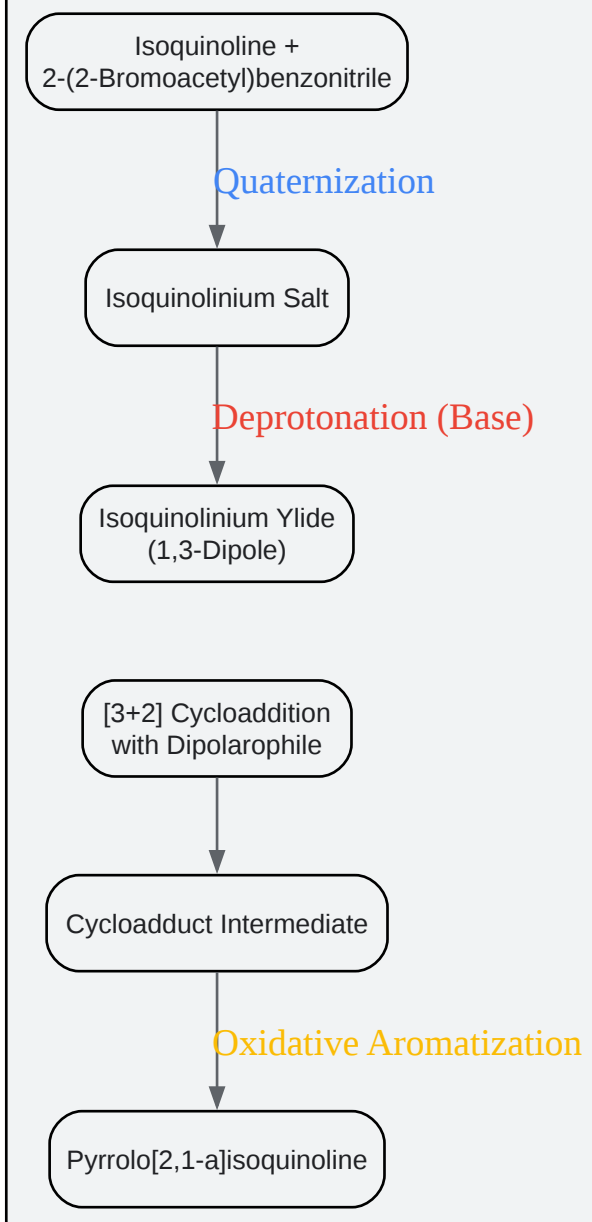 Isoquinoline +
2-(2-Bromoacetyl)benzonitrile
Quaternization
Isoquinolinium Salt
Deprotonation (Base)
Isoquinolinium Ylide
(1,3-Dipole)
[3+2] Cycloaddition
with Dipolarophile
Cycloadduct Intermediate
Oxidative Aromatization
Pyrrolo[2,1-a]isoquinoline